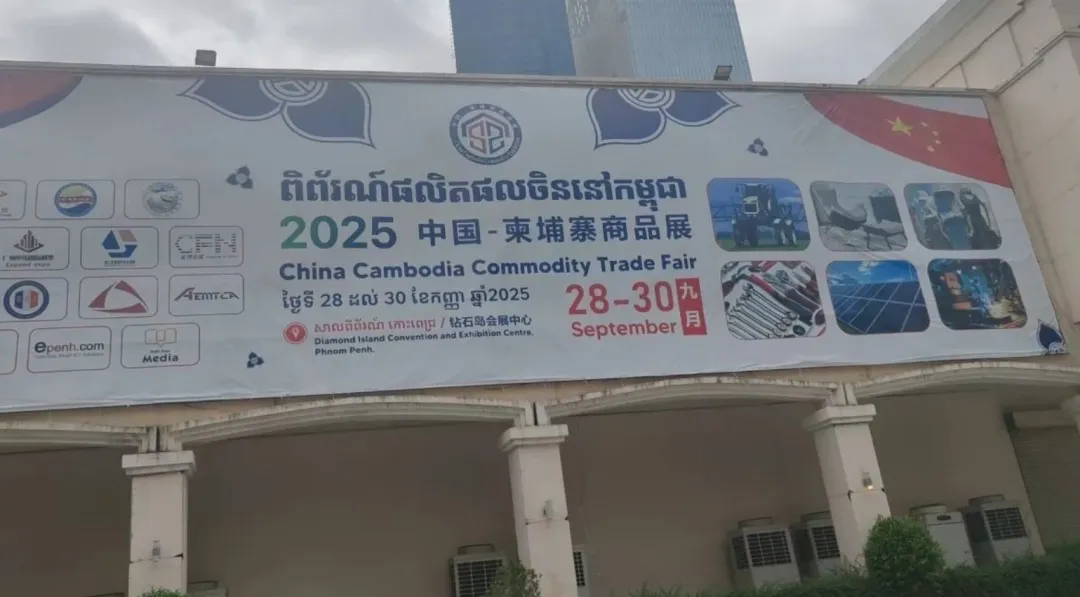 ពិព័រណ៍ផលិតផលចិននៅកម្ពុជា
2025 中国-柬埔寨商品展
China Cambodia Commodity Trade Fair
ថ្ងៃទី 28 ដល់ 30 ខែកញ្ញា ឆ្នាំ2025
28-30 九月
September
សាលពិព័រណ៍ កោះពេជ្រ / 钻石岛会展中心
Diamond Island Convention and Exhibition Centre,
Phnom Penh.
CFN
AEMTCA
epenh.com
Media